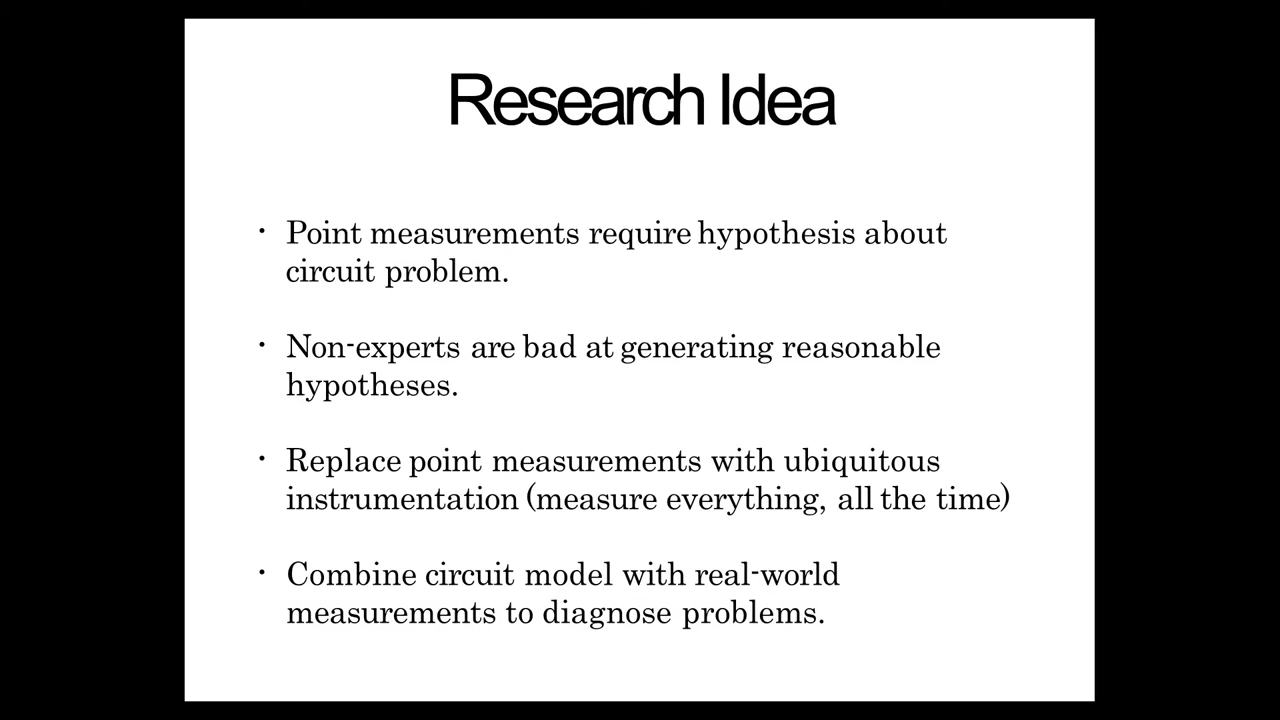 Research Idea
• Point measurements require hypothesis about
circuit problem.
• Non-experts are bad at generating reasonable
hypotheses.
• Replace point measurements with ubiquitous
instrumentation (measure everything, all the time)
• Combine circuit model with real-world
measurements to diagnose problems.